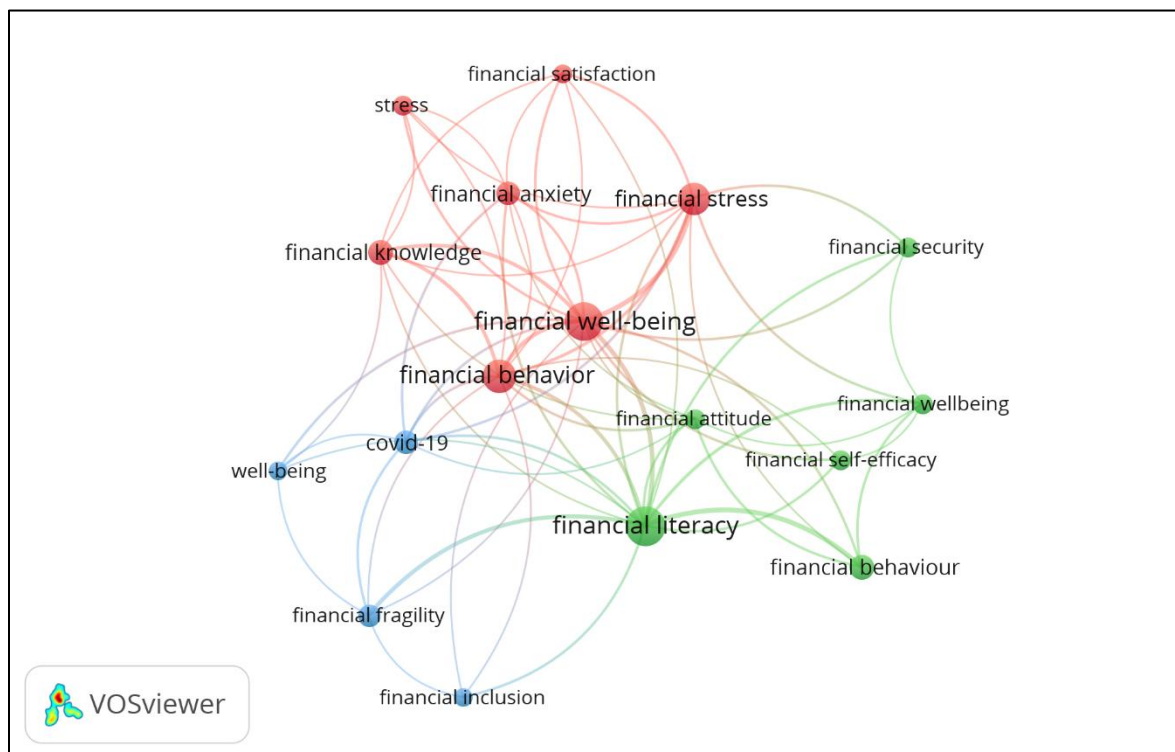 financial satisfaction
stress
financial anxiety
financial stress
financial security
financial knowledge
financial well-being
financial behavior
financial wellbeing
financial attitude
covid-19
financial self-efficacy
well-being
financial literacy
financial behaviour
financial fragility
financial inclusion
VOSviewer